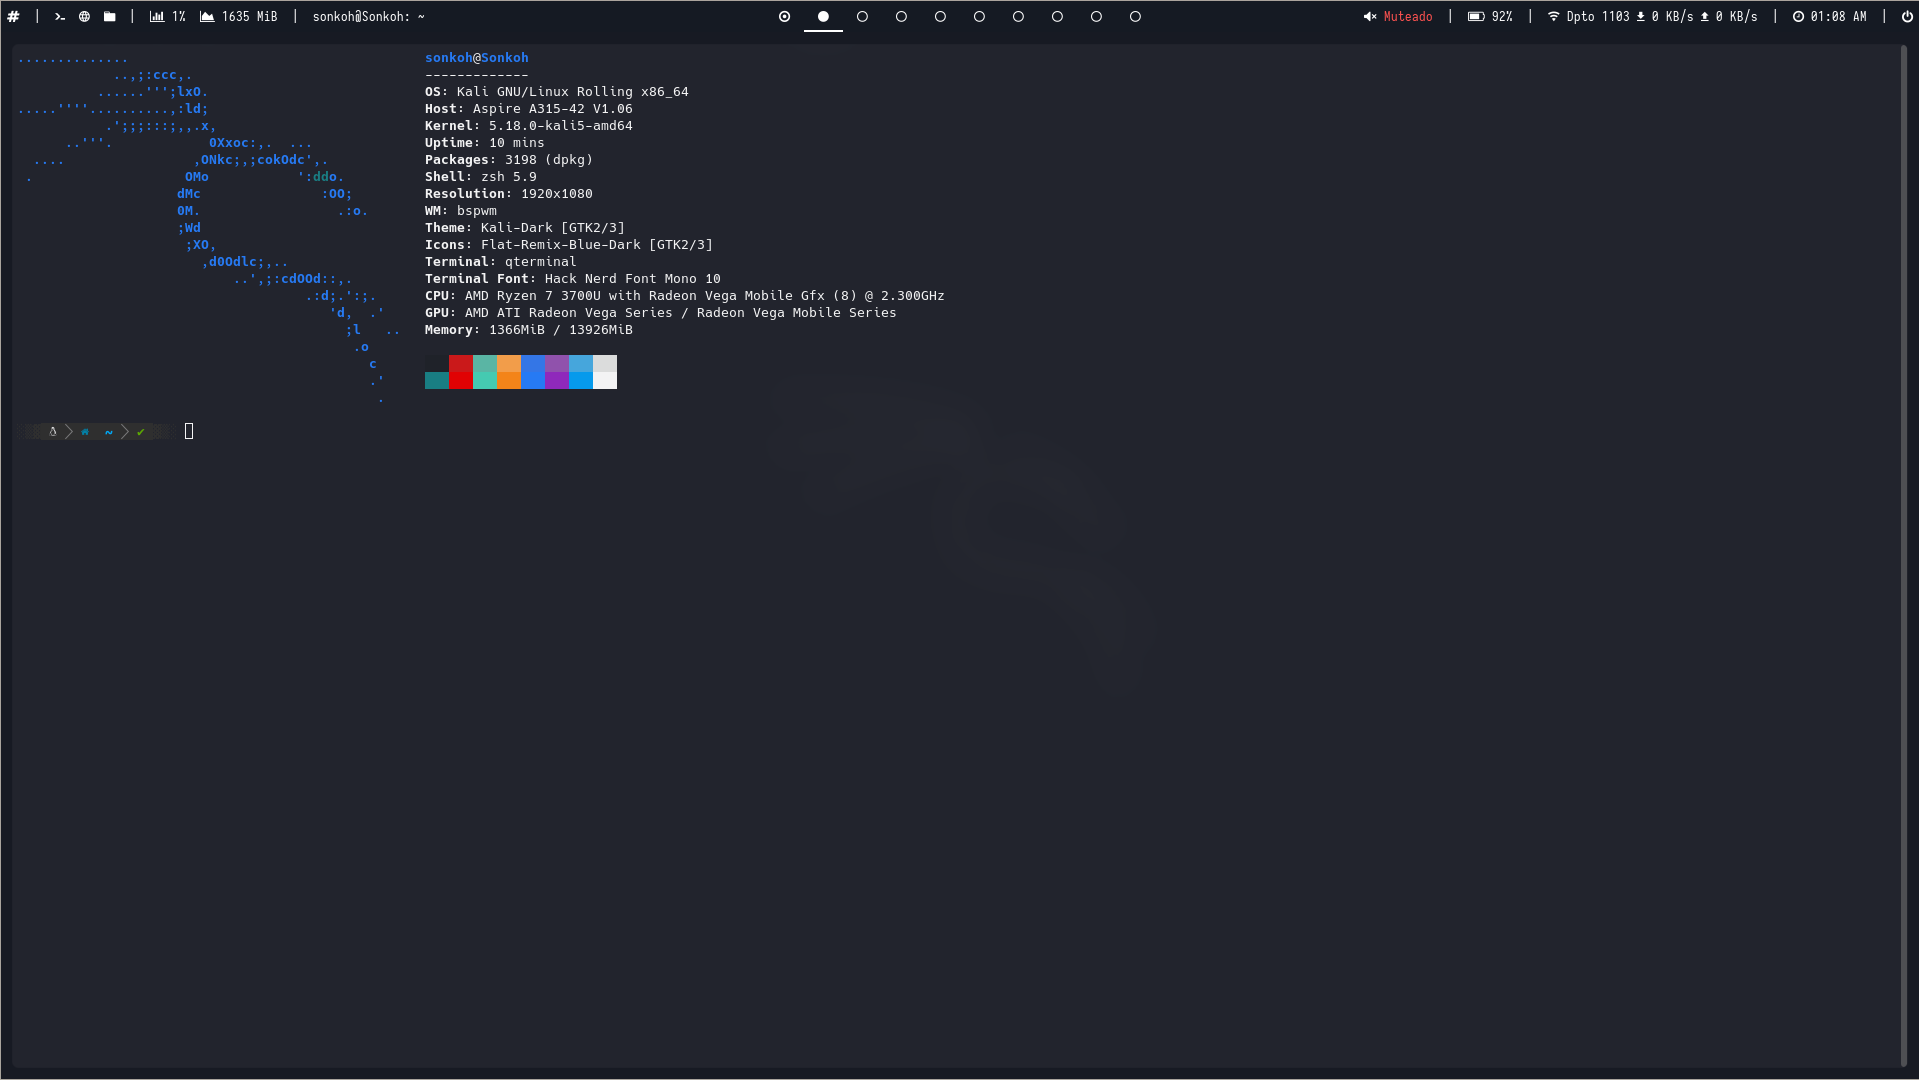 # | | 1% 1635 MiB | sonkoh@Sonkoh: ~ Muteado | 92% | Dpto 1103 0 KB/s 0 KB/s | 01:08 AM |
..............
            ..,;:ccc,.
          ......''';lxO.
.....''''..........,:ld;
           .';;;:::;,,.x,
      ..'''.            0Xxoc:,.  ...
  ....                ,ONkc;,;cokOdc',.
 .                   OMo           ':ddo.
                    dMc               :OO;
                    0M.                 .:o.
                    ;Wd
                     ;XO,
                       ,d0Odlc;,..
                           ..',;:cdOOd::,.
                                    .:d;.':;.
                                       'd,  .'
                                         ;l   ..
                                          .o
                                            c
                                            .'
                                             .
sonkoh@Sonkoh
-------------
OS: Kali GNU/Linux Rolling x86_64
Host: Aspire A315-42 V1.06
Kernel: 5.18.0-kali5-amd64
Uptime: 10 mins
Packages: 3198 (dpkg)
Shell: zsh 5.9
Resolution: 1920x1080
WM: bspwm
Theme: Kali-Dark [GTK2/3]
Icons: Flat-Remix-Blue-Dark [GTK2/3]
Terminal: qterminal
Terminal Font: Hack Nerd Font Mono 10
CPU: AMD Ryzen 7 3700U with Radeon Vega Mobile Gfx (8) @ 2.300GHz
GPU: AMD ATI Radeon Vega Series / Radeon Vega Mobile Series
Memory: 1366MiB / 13926MiB
~